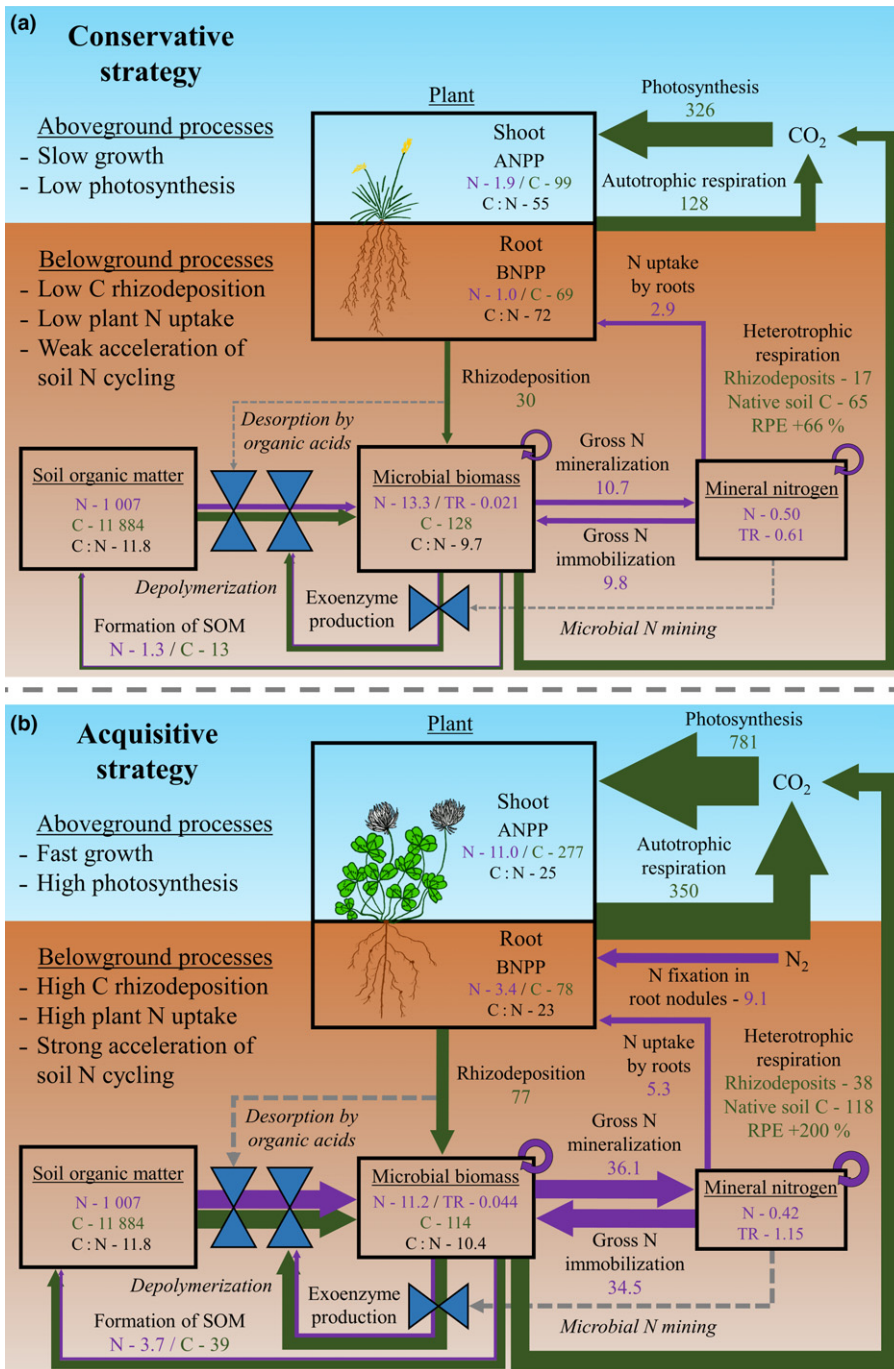 (a)
Conservative
strategy
Aboveground processes
- Slow growth
- Low photosynthesis
Belowground processes
- Low C rhizodeposition
- Low plant N uptake
- Weak acceleration of
soil N cycling
Plant
Shoot
ANPP
N - 1.9 / C - 99
C : N - 55
Root
BNPP
N - 1.0 / C - 69
C : N - 72
Photosynthesis
326
CO₂
Autotrophic respiration
128
N uptake
by roots
2.9
Heterotrophic
respiration
Rhizodeposits - 17
Native soil C - 65
RPE +66 %
Rhizodeposition
30
Desorption by
organic acids
Soil organic matter
N - 1 007
C - 11 884
C : N - 11.8
Microbial biomass
N - 13.3 / TR - 0.021
C - 128
C : N - 9.7
Gross N
mineralization
10.7
Gross N
immobilization
9.8
Mineral nitrogen
N - 0.50
TR - 0.61
Depolymerization
Exoenzyme
production
Microbial N mining
Formation of SOM
N - 1.3 / C - 13
(b)
Acquisitive
strategy
Aboveground processes
- Fast growth
- High photosynthesis
Belowground processes
- High C rhizodeposition
- High plant N uptake
- Strong acceleration of
soil N cycling
Plant
Shoot
ANPP
N - 11.0 / C - 277
C : N - 25
Root
BNPP
N - 3.4 / C - 78
C : N - 23
Photosynthesis
781
CO₂
Autotrophic
respiration
350
N₂
N fixation in
root nodules - 9.1
N uptake
by roots
5.3
Heterotrophic
respiration
Rhizodeposits - 38
Native soil C - 118
RPE +200 %
Rhizodeposition
77
Desorption by
organic acids
Soil organic matter
N - 1 007
C - 11 884
C : N - 11.8
Microbial biomass
N - 11.2 / TR - 0.044
C - 114
C : N - 10.4
Gross N
mineralization
36.1
Gross N
immobilization
34.5
Mineral nitrogen
N - 0.42
TR - 1.15
Depolymerization
Exoenzyme
production
Microbial N mining
Formation of SOM
N - 3.7 / C - 39